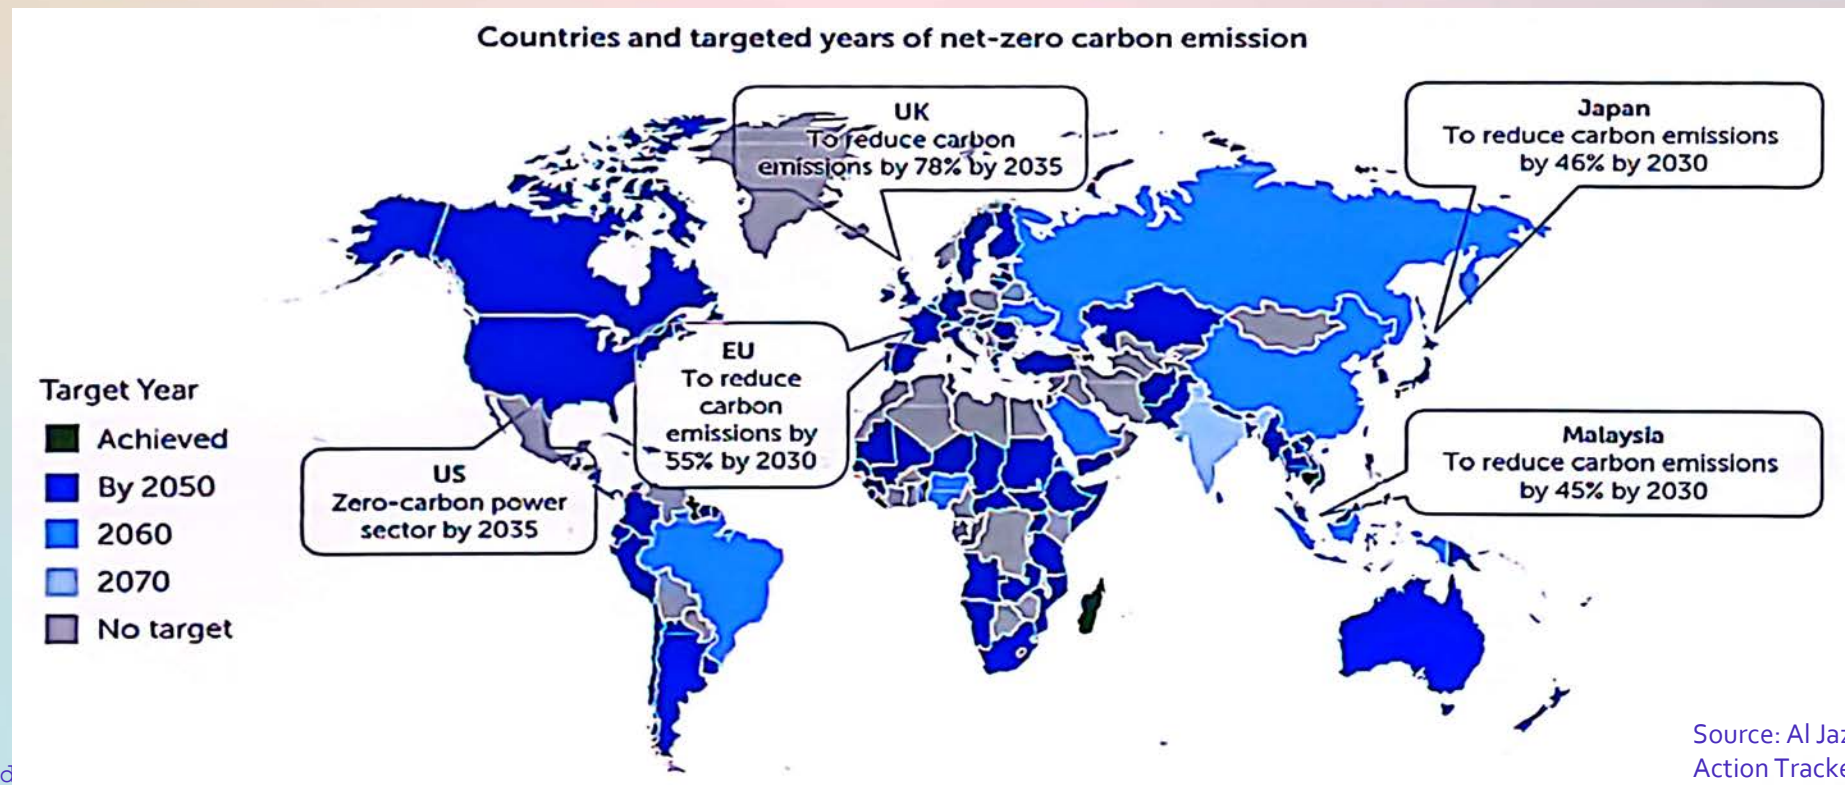 Countries and targeted years of net-zero carbon emission
UK
To reduce carbon
emissions by 78% by 2035
Japan
To reduce carbon emissions
by 46% by 2030
EU
To reduce
carbon
emissions by
55% by 2030
US
Zero-carbon power
sector by 2035
Malaysia
To reduce carbon emissions
by 45% by 2030
Target Year
Achieved
By 2050
2060
2070
No target
Source: Al Jaz
Action Tracke